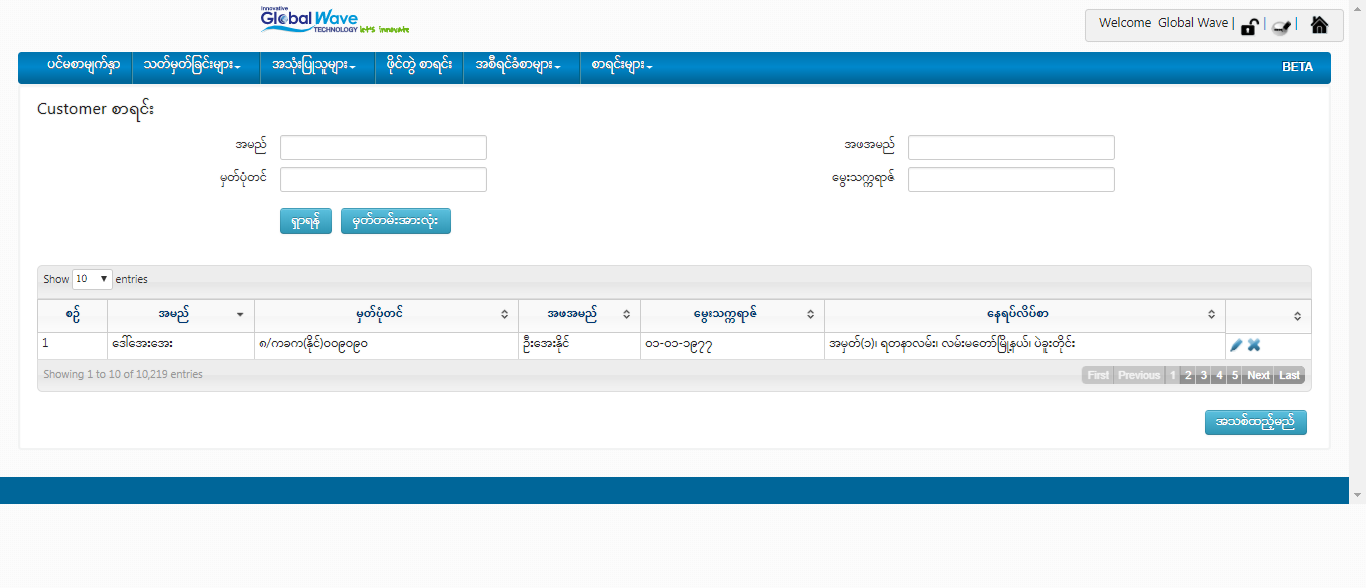 Innovative
Global Wave
TECHNOLOGY let's innovate
Welcome Global Wave | | |
ပင်မစာမျက်နှာ သတ်မှတ်ခြင်းများ အသုံးပြုသူများ ဖိုင်တွဲ စာရင်း အစီရင်ခံစာများ စာရင်းများ BETA
Customer စာရင်း
အမည် အဖအမည်
မှတ်ပုံတင် မွေးသက္ကရာဇ်
ရှာရန် မှတ်တမ်းအားလုံး
Show 10 entries
စဉ် အမည် မှတ်ပုံတင် အဖအမည် မွေးသက္ကရာဇ် နေရပ်လိပ်စာ
1 ဒေါ်အေးအေး ၈/ကခက(နိုင်)၀၀၉၀၉၀ ဦးအေးနိုင် ၀၁-၀၁-၁၉၇၇ အမှတ်(၁)၊ ရတနာလမ်း၊ လမ်းမတော်မြို့နယ်၊ ပဲခူးတိုင်း
Showing 1 to 10 of 10,219 entries First Previous 1 2 3 4 5 Next Last
အသစ်ထည့်မည်